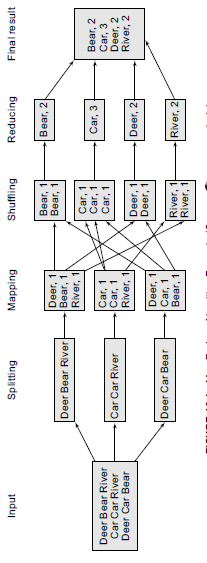 Input
Splitting
Mapping
Shuffling
Reducing
Final result
Deer Bear River
Car Car River
Deer Car Bear
Deer Bear River
Car Car River
Deer Car Bear
Deer, 1
Bear, 1
River, 1
Car, 1
Car, 1
River, 1
Deer, 1
Car, 1
Bear, 1
Bear, 1
Bear, 1
Car, 1
Car, 1
Car, 1
Deer, 1
Deer, 1
River, 1
River, 1
Bear, 2
Car, 3
Deer, 2
River, 2
Bear, 2
Car, 3
Deer, 2
River, 2